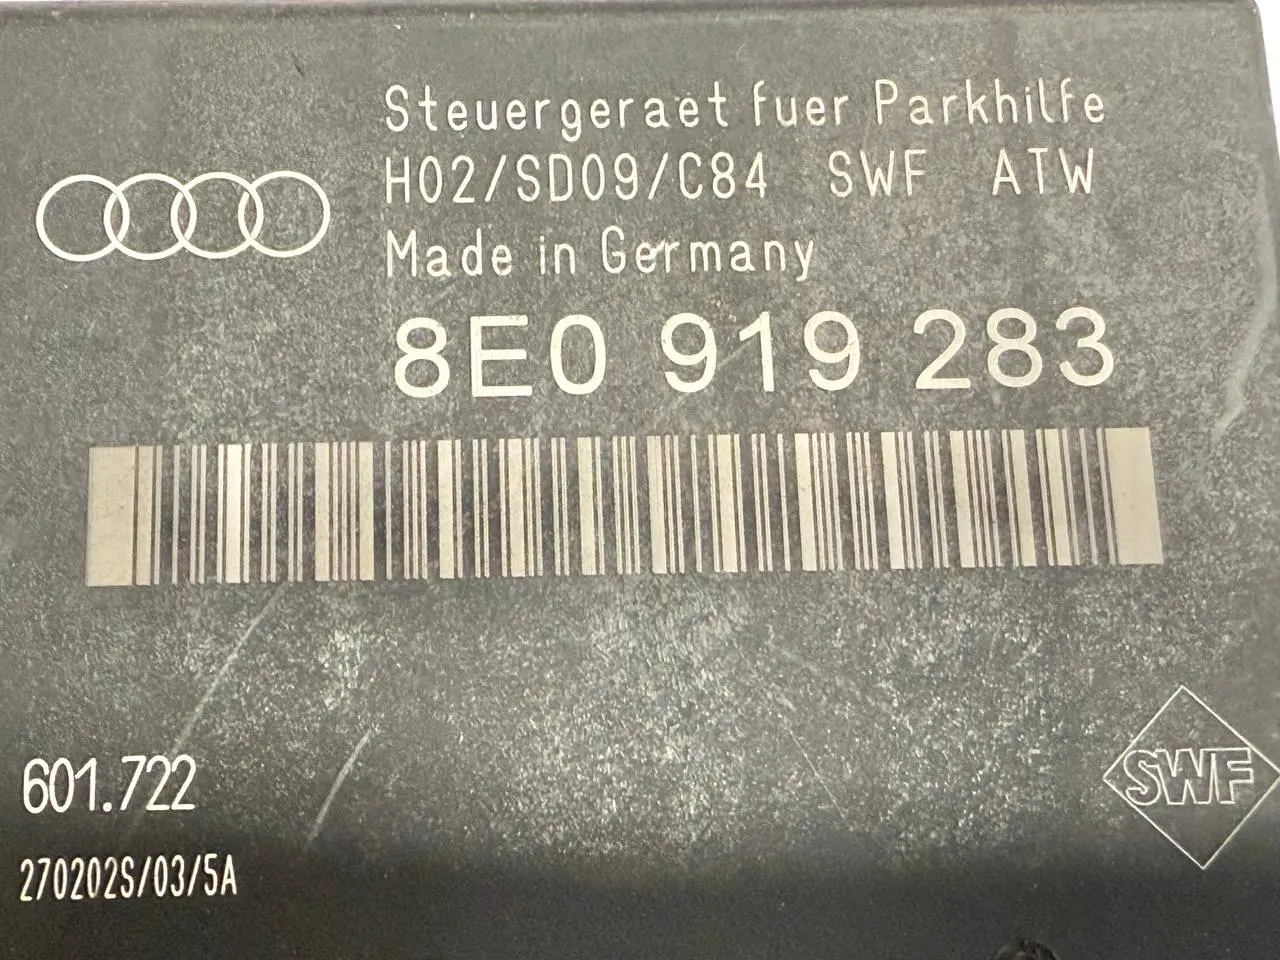 Steuergeraet fuer Parkhilfe
H02/SD09/C84 SWF ATW
Made in Germany
8E0 919 283
601.722
270202S/03/5A
SWF